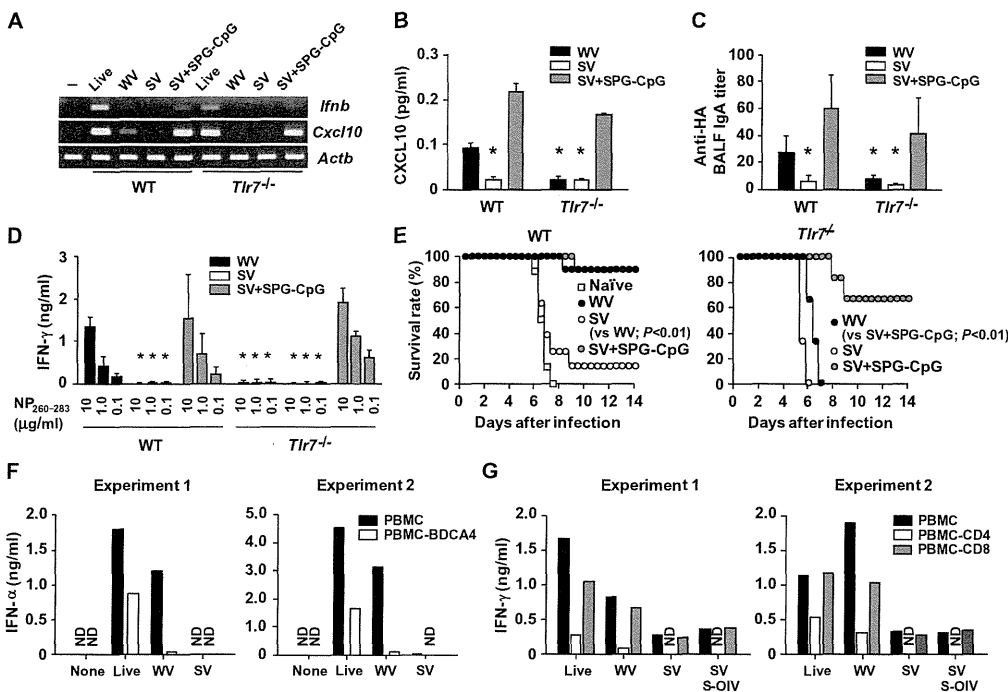 A
– Live WV SV SV+SPG-CpG Live WV SV SV+SPG-CpG
Ifnb
Cxcl10
Actb
WT Tlr7-/-
B
WV
SV
SV+SPG-CpG
CXCL10 (pg/ml)
0.3
0.2
0.1
0
* * *
WT Tlr7-/-
C
WV
SV
SV+SPG-CpG
Anti-HA
BALF IgA titer
100
80
60
40
20
0
* * *
WT Tlr7-/-
D
WV
SV
SV+SPG-CpG
IFN-γ (ng/ml)
3
2
1
0
* * * * * * * * *
NP260–283
(μg/ml)
10 1.0 0.1 10 1.0 0.1 10 1.0 0.1 10 1.0 0.1 10 1.0 0.1 10 1.0 0.1
WT Tlr7-/-
E
WT
Survival rate (%)
100
80
60
40
20
0
0 2 4 6 8 10 12 14
Days after infection
Naïve
WV
SV
(vs WV; P<0.01)
SV+SPG-CpG
Tlr7-/-
100
80
60
40
20
0
0 2 4 6 8 10 12 14
Days after infection
WV
(vs SV+SPG-CpG; P<0.01)
SV
SV+SPG-CpG
F
Experiment 1
IFN-α (ng/ml)
2.0
1.5
1.0
0.5
0
ND ND ND ND
None Live WV SV
Experiment 2
PBMC
PBMC-BDCA4
5.0
4.0
3.0
2.0
1.0
0
ND ND ND
None Live WV SV
G
Experiment 1
IFN-γ (ng/ml)
2.0
1.5
1.0
0.5
0
ND ND
Live WV SV SV
S-OIV
Experiment 2
PBMC
PBMC-CD4
PBMC-CD8
2.0
1.5
1.0
0.5
0
ND ND
Live WV SV SV
S-OIV